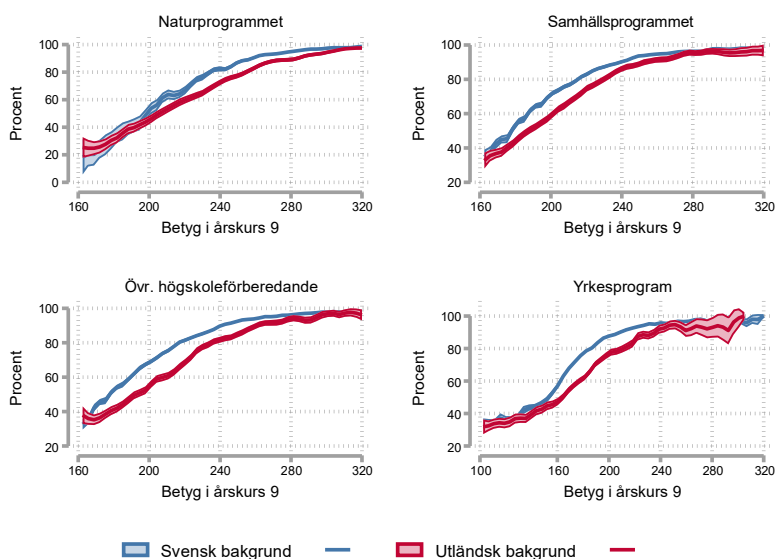 Naturprogrammet
Procent
100
80
60
40
20
0
160 200 240 280 320
Betyg i årskurs 9
Samhällsprogrammet
Procent
100
80
60
40
20
160 200 240 280 320
Betyg i årskurs 9
Övr. högskoleförberedande
Procent
100
80
60
40
20
160 200 240 280 320
Betyg i årskurs 9
Yrkesprogram
Procent
100
80
60
40
20
100 160 220 280 320
Betyg i årskurs 9
Svensk bakgrund Utländsk bakgrund